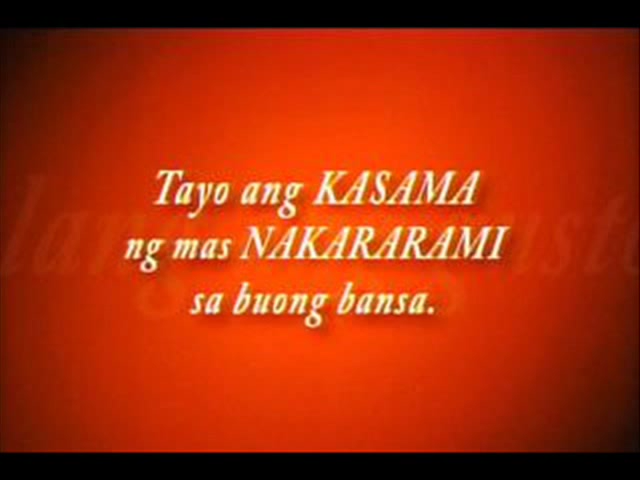 Tayo ang KASAMA
ng mas NAKARARAMI
sa buong bansa.